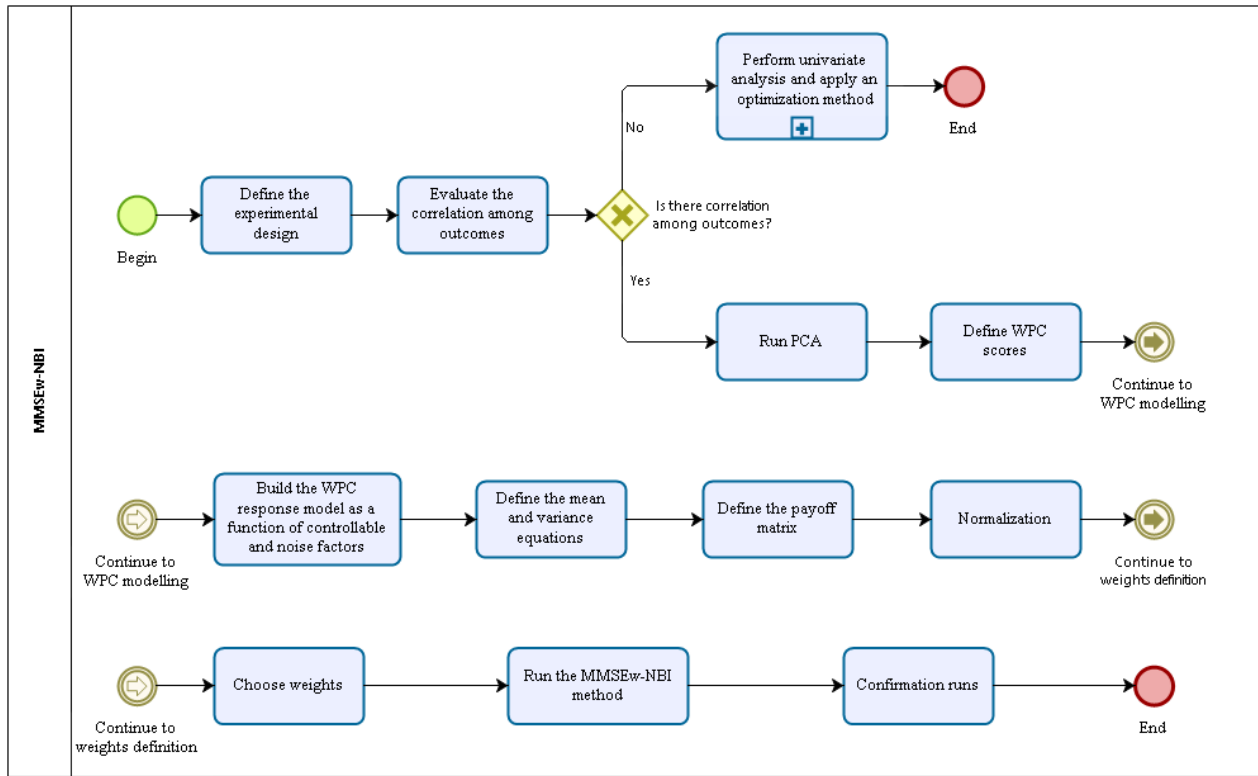 MMSEw-NBI
Perform univariate
analysis and apply an
optimization method
End
No
Begin
Define the
experimental
design
Evaluate the
correlation among
outcomes
Is there correlation
among outcomes?
Yes
Run PCA
Define WPC
scores
Continue to
WPC modelling
Continue to
WPC modelling
Build the WPC
response model as a
function of controllable
and noise factors
Define the mean
and variance
equations
Define the payoff
matrix
Normalization
Continue to
weights definition
Continue to
weights definition
Choose weights
Run the MMSEw-NBI
method
Confirmation runs
End